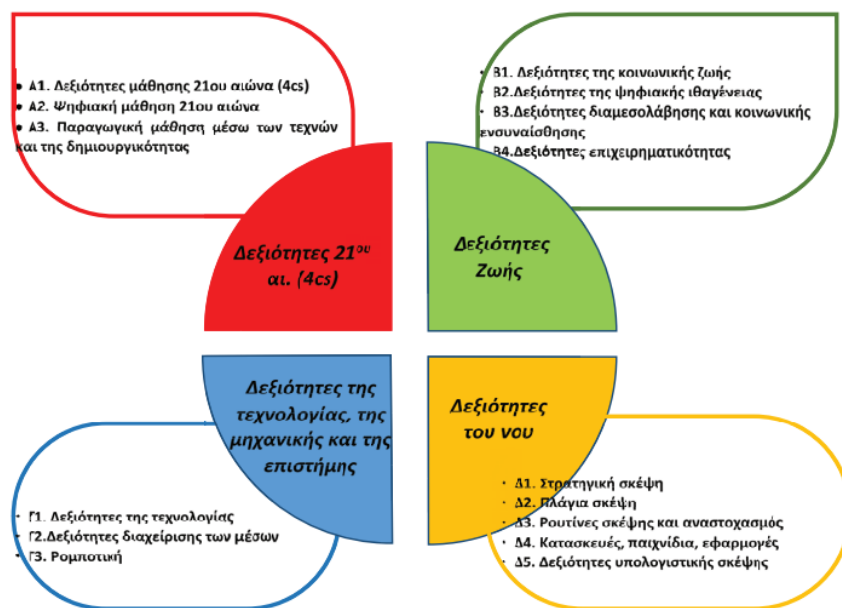 • Α1. Δεξιότητες μάθησης 21ου αιώνα (4cs)
• Α2. Ψηφιακή μάθηση 21ου αιώνα
• Α3. Παραγωγική μάθηση μέσω των τεχνών
και της δημιουργικότητας
• Β1. Δεξιότητες της κοινωνικής ζωής
• Β2.Δεξιότητες της ψηφιακής ιθαγένειας
• Β3.Δεξιότητες διαμεσολάβησης και κοινωνικής
ενσυναίσθησης
• Β4.Δεξιότητες επιχειρηματικότητας
Δεξιότητες 21ου
αι. (4cs)
Δεξιότητες
Ζωής
Δεξιότητες της
τεχνολογίας, της
μηχανικής και της
επιστήμης
Δεξιότητες
του νου
• Γ1. Δεξιότητες της τεχνολογίας
• Γ2.Δεξιότητες διαχείρισης των μέσων
• Γ3. Ρομποτική
• Δ1. Στρατηγική σκέψη
• Δ2. Πλάγια σκέψη
• Δ3. Ρουτίνες σκέψης και αναστοχασμός
• Δ4. Κατασκευές, παιχνίδια, εφαρμογές
• Δ5. Δεξιότητες υπολογιστικής σκέψης